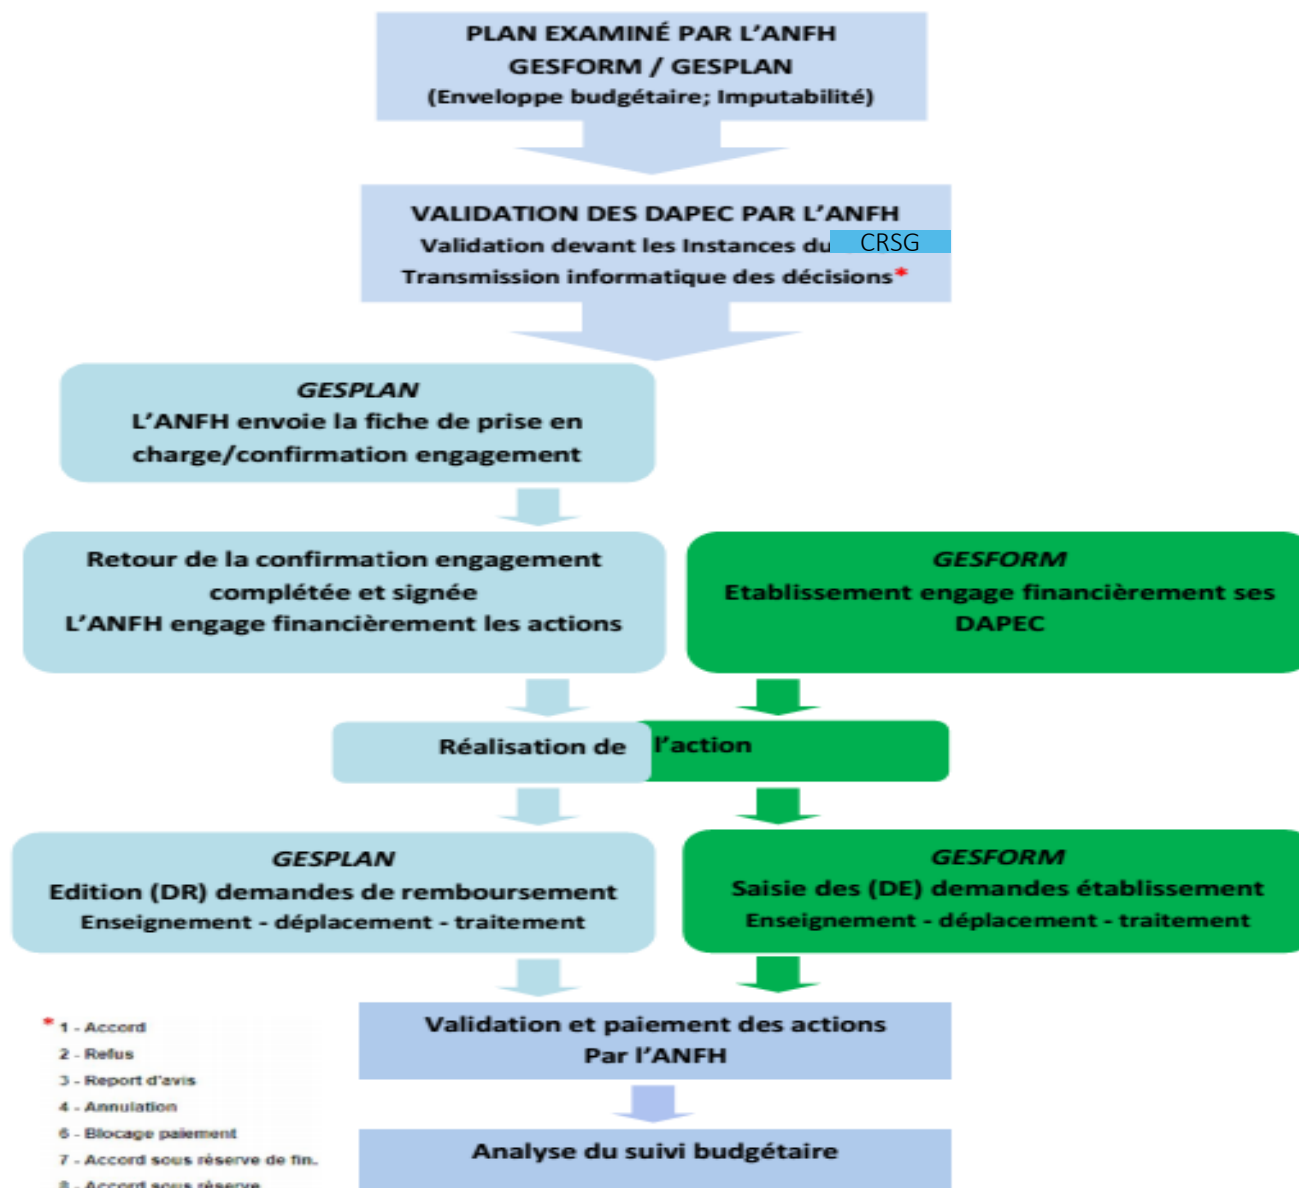 PLAN EXAMINÉ PAR L'ANFH
GESFORM / GESPLAN
(Enveloppe budgétaire; Imputabilité)
VALIDATION DES DAPEC PAR L'ANFH
Validation devant les Instances du CRSG
Transmission informatique des décisions*
GESPLAN
L'ANFH envoie la fiche de prise en
charge/confirmation engagement
Retour de la confirmation engagement
complétée et signée
L'ANFH engage financièrement les actions
GESFORM
Etablissement engage financièrement ses
DAPEC
Réalisation de l'action
GESPLAN
Edition (DR) demandes de remboursement
Enseignement - déplacement - traitement
GESFORM
Saisie des (DE) demandes établissement
Enseignement - déplacement - traitement
Validation et paiement des actions
Par l'ANFH
Analyse du suivi budgétaire
* 1 - Accord
2 - Refus
3 - Report d'avis
4 - Annulation
6 - Blocage paiement
7 - Accord sous réserve de fin.
8 - Accord sous réserve